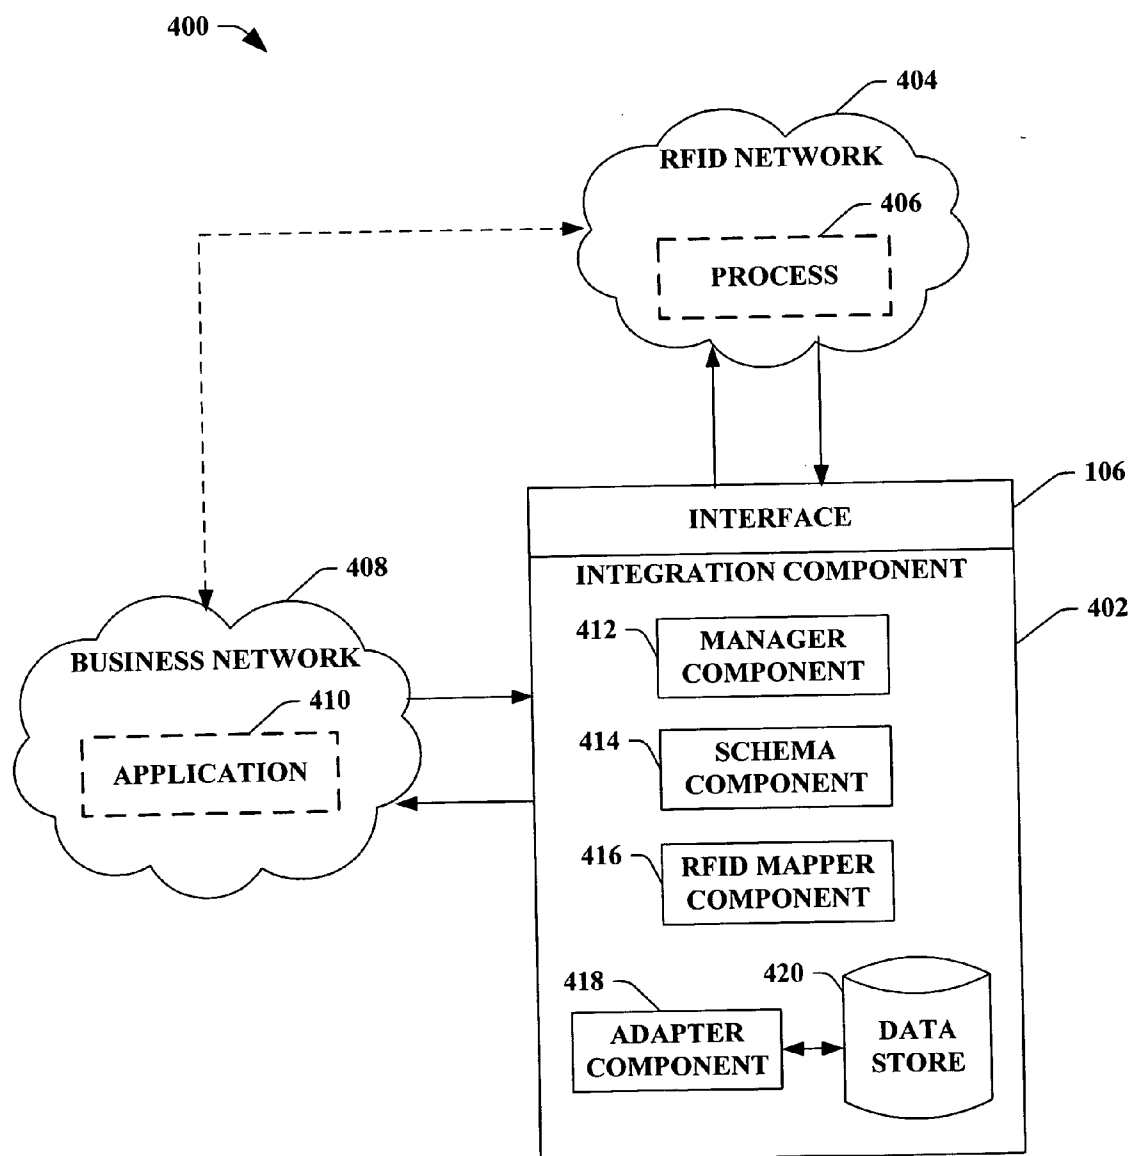 400
404
RFID NETWORK
406
PROCESS
106
INTERFACE
INTEGRATION COMPONENT
402
408
BUSINESS NETWORK
410
APPLICATION
412
MANAGER
COMPONENT
414
SCHEMA
COMPONENT
416
RFID MAPPER
COMPONENT
418
ADAPTER
COMPONENT
420
DATA
STORE